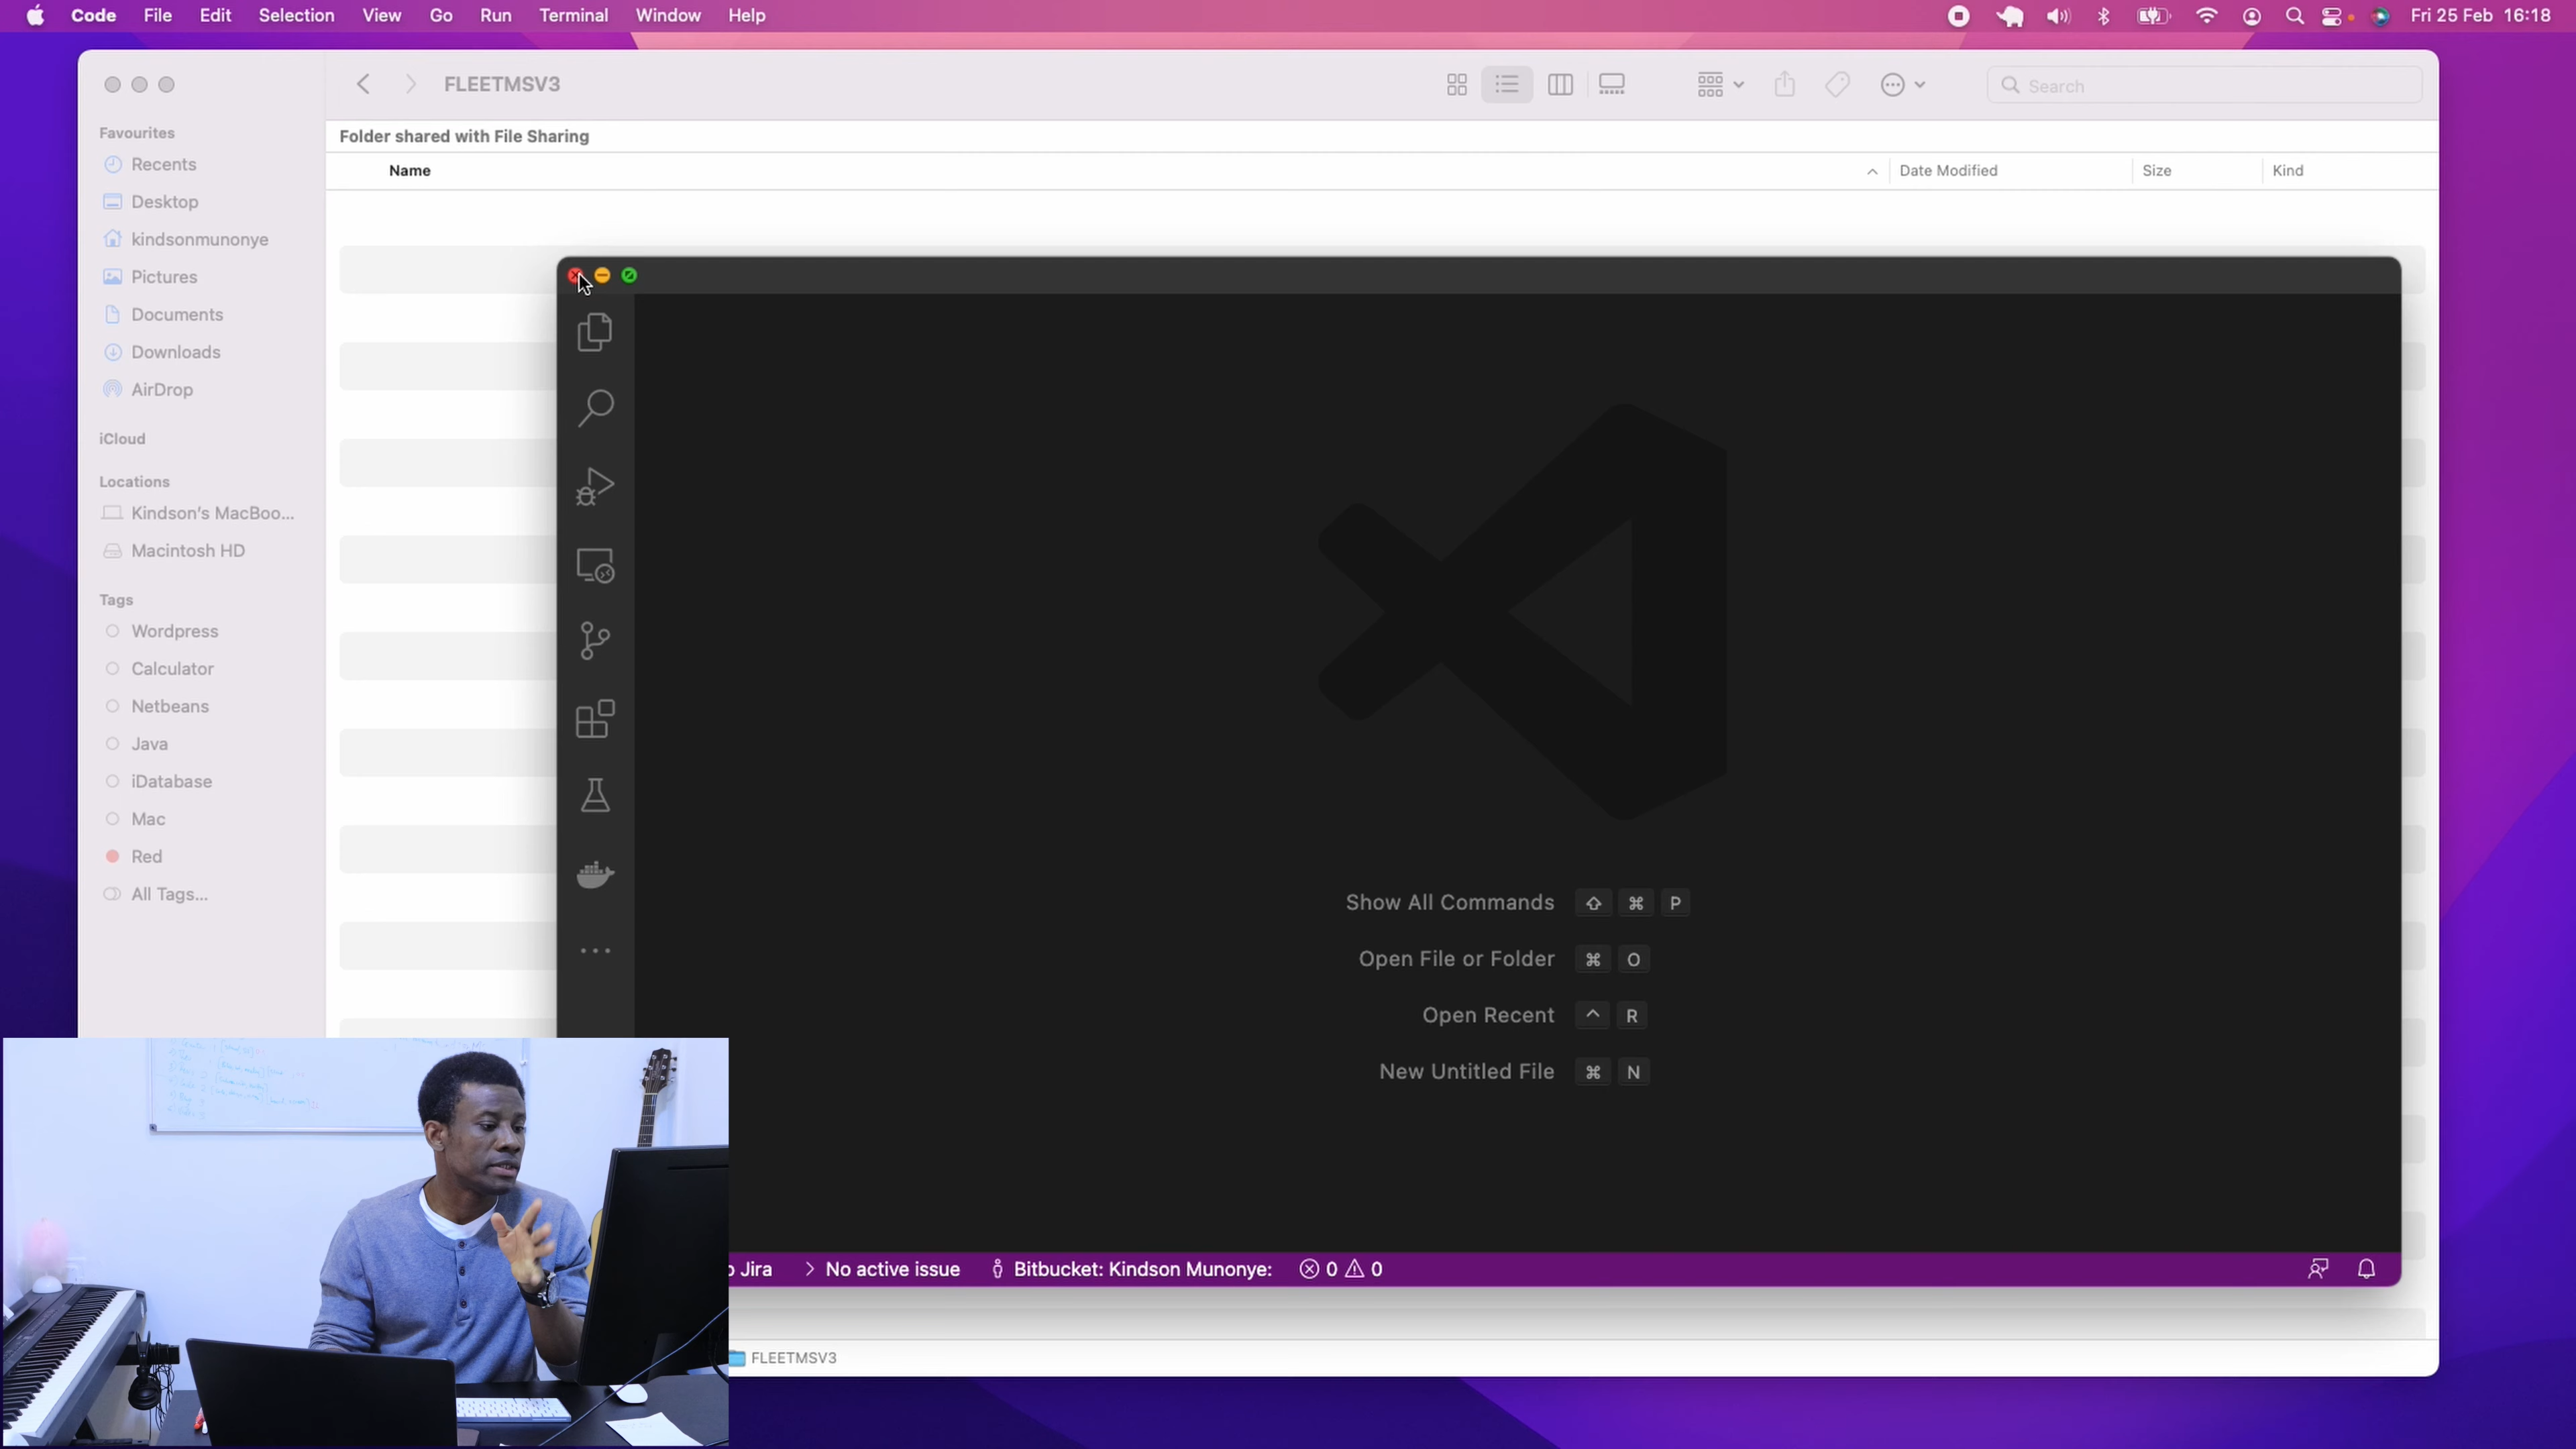 Code File Edit Selection View Go Run Terminal Window Help Fri 25 Feb 16:18
FLEETMSV3 Search
Folder shared with File Sharing
Name Date Modified Size Kind
Favourites
Recents
Desktop
kindsonmunonye
Pictures
Documents
Downloads
AirDrop
iCloud
Locations
Kindson's MacBoo...
Macintosh HD
Tags
Wordpress
Calculator
Netbeans
Java
iDatabase
Mac
Red
All Tags...
Show All Commands ⇧ ⌘ P
Open File or Folder ⌘ O
Open Recent ^ R
New Untitled File ⌘ N
Jira > No active issue Bitbucket: Kindson Munonye: 0 0
FLEETMSV3